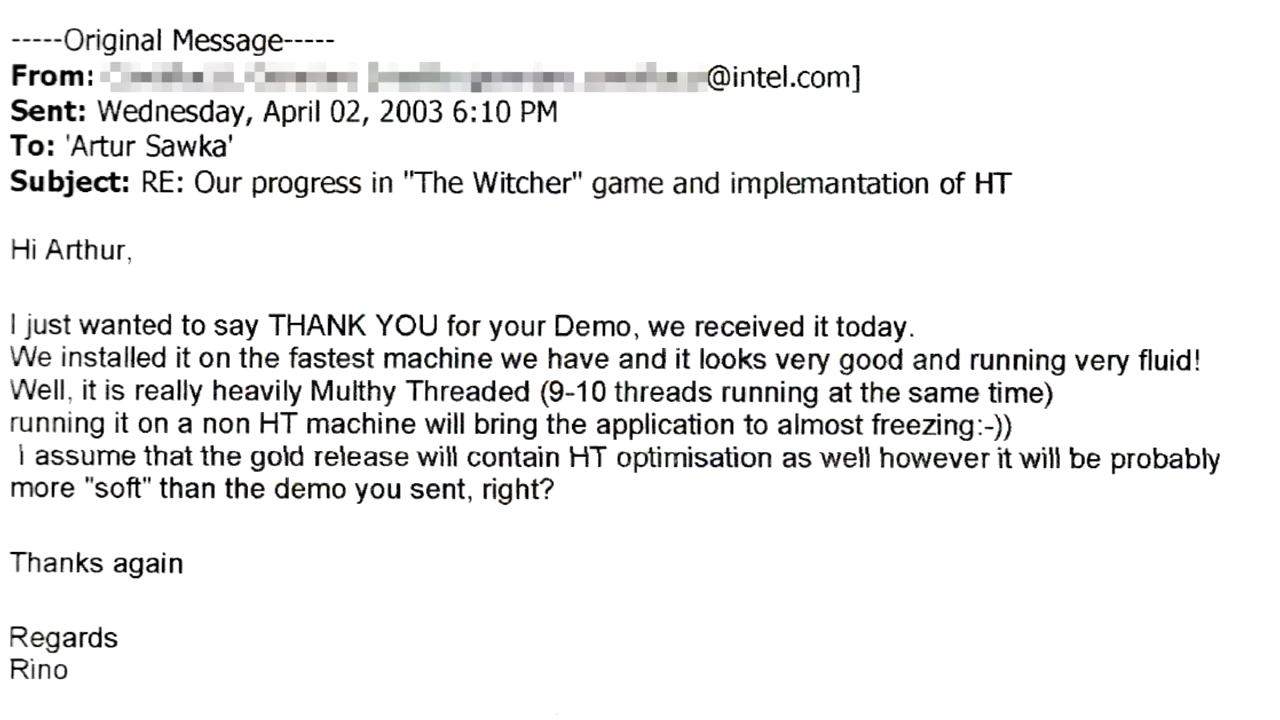 -----Original Message-----
From: @intel.com]
Sent: Wednesday, April 02, 2003 6:10 PM
To: 'Artur Sawka'
Subject: RE: Our progress in "The Witcher" game and implemantation of HT
Hi Arthur,
I just wanted to say THANK YOU for your Demo, we received it today.
We installed it on the fastest machine we have and it looks very good and running very fluid!
Well, it is really heavily Multhy Threaded (9-10 threads running at the same time)
running it on a non HT machine will bring the application to almost freezing:-))
I assume that the gold release will contain HT optimisation as well however it will be probably
more "soft" than the demo you sent, right?
Thanks again
Regards
Rino